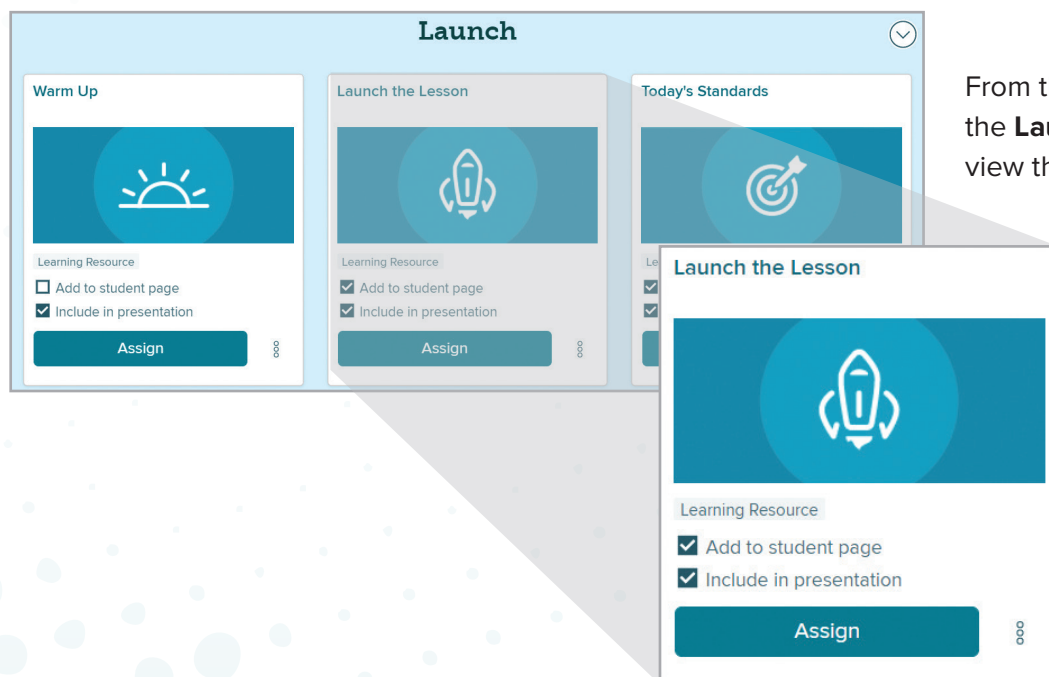 Launch
Warm Up
Learning Resource
Add to student page
Include in presentation
Assign
Launch the Lesson
Learning Resource
Add to student page
Include in presentation
Assign
Today's Standards
From t
the Lau
view th
Launch the Lesson
Learning Resource
Add to student page
Include in presentation
Assign